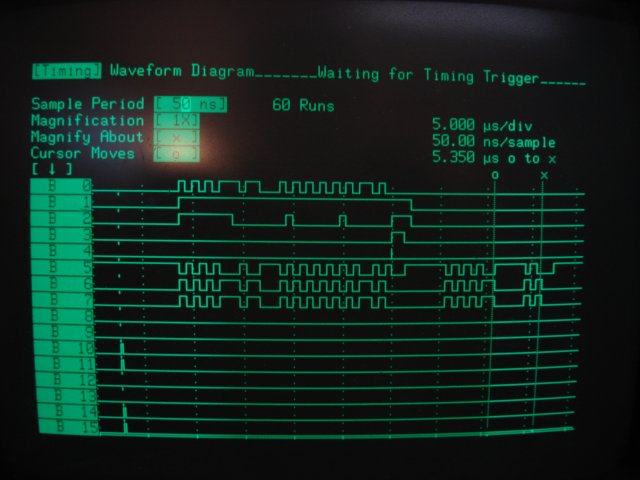 [Timing] Waveform Diagram_______Waiting for Timing Trigger_____
Sample Period [ 50 ns] 60 Runs
Magnification [ 1X] 5.000 µs/div
Magnify About [ x ] 50.00 ns/sample
Cursor Moves [ o ] 5.350 µs o to x
[ ↓ ] o x
B 0
B 1
B 2
B 3
B 4
B 5
B 6
B 7
B 8
B 9
B 10
B 11
B 12
B 13
B 14
B 15